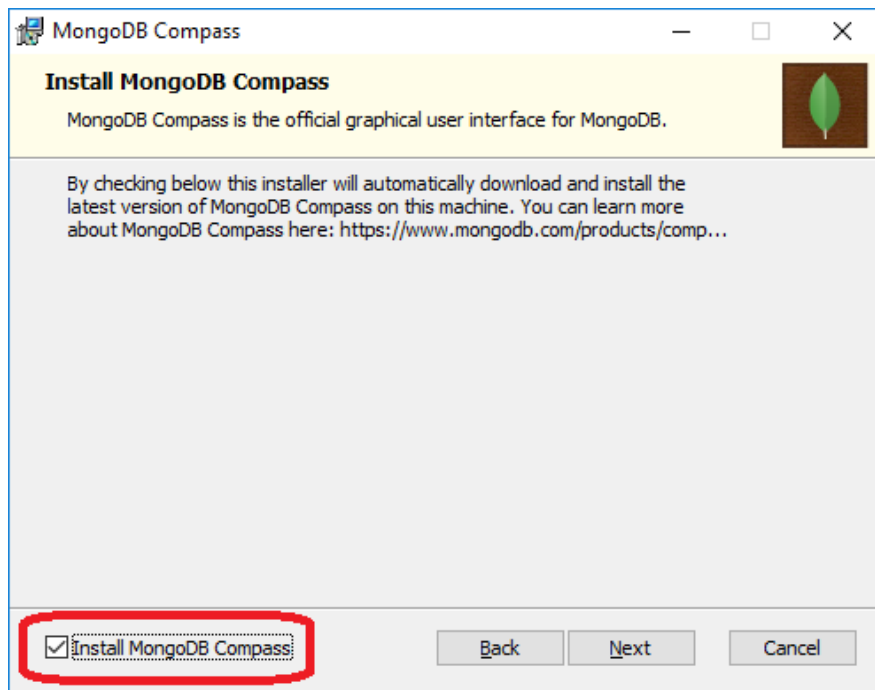 MongoDB Compass
Install MongoDB Compass
MongoDB Compass is the official graphical user interface for MongoDB.
By checking below this installer will automatically download and install the
latest version of MongoDB Compass on this machine. You can learn more
about MongoDB Compass here: https://www.mongodb.com/products/comp...
Install MongoDB Compass
Back
Next
Cancel